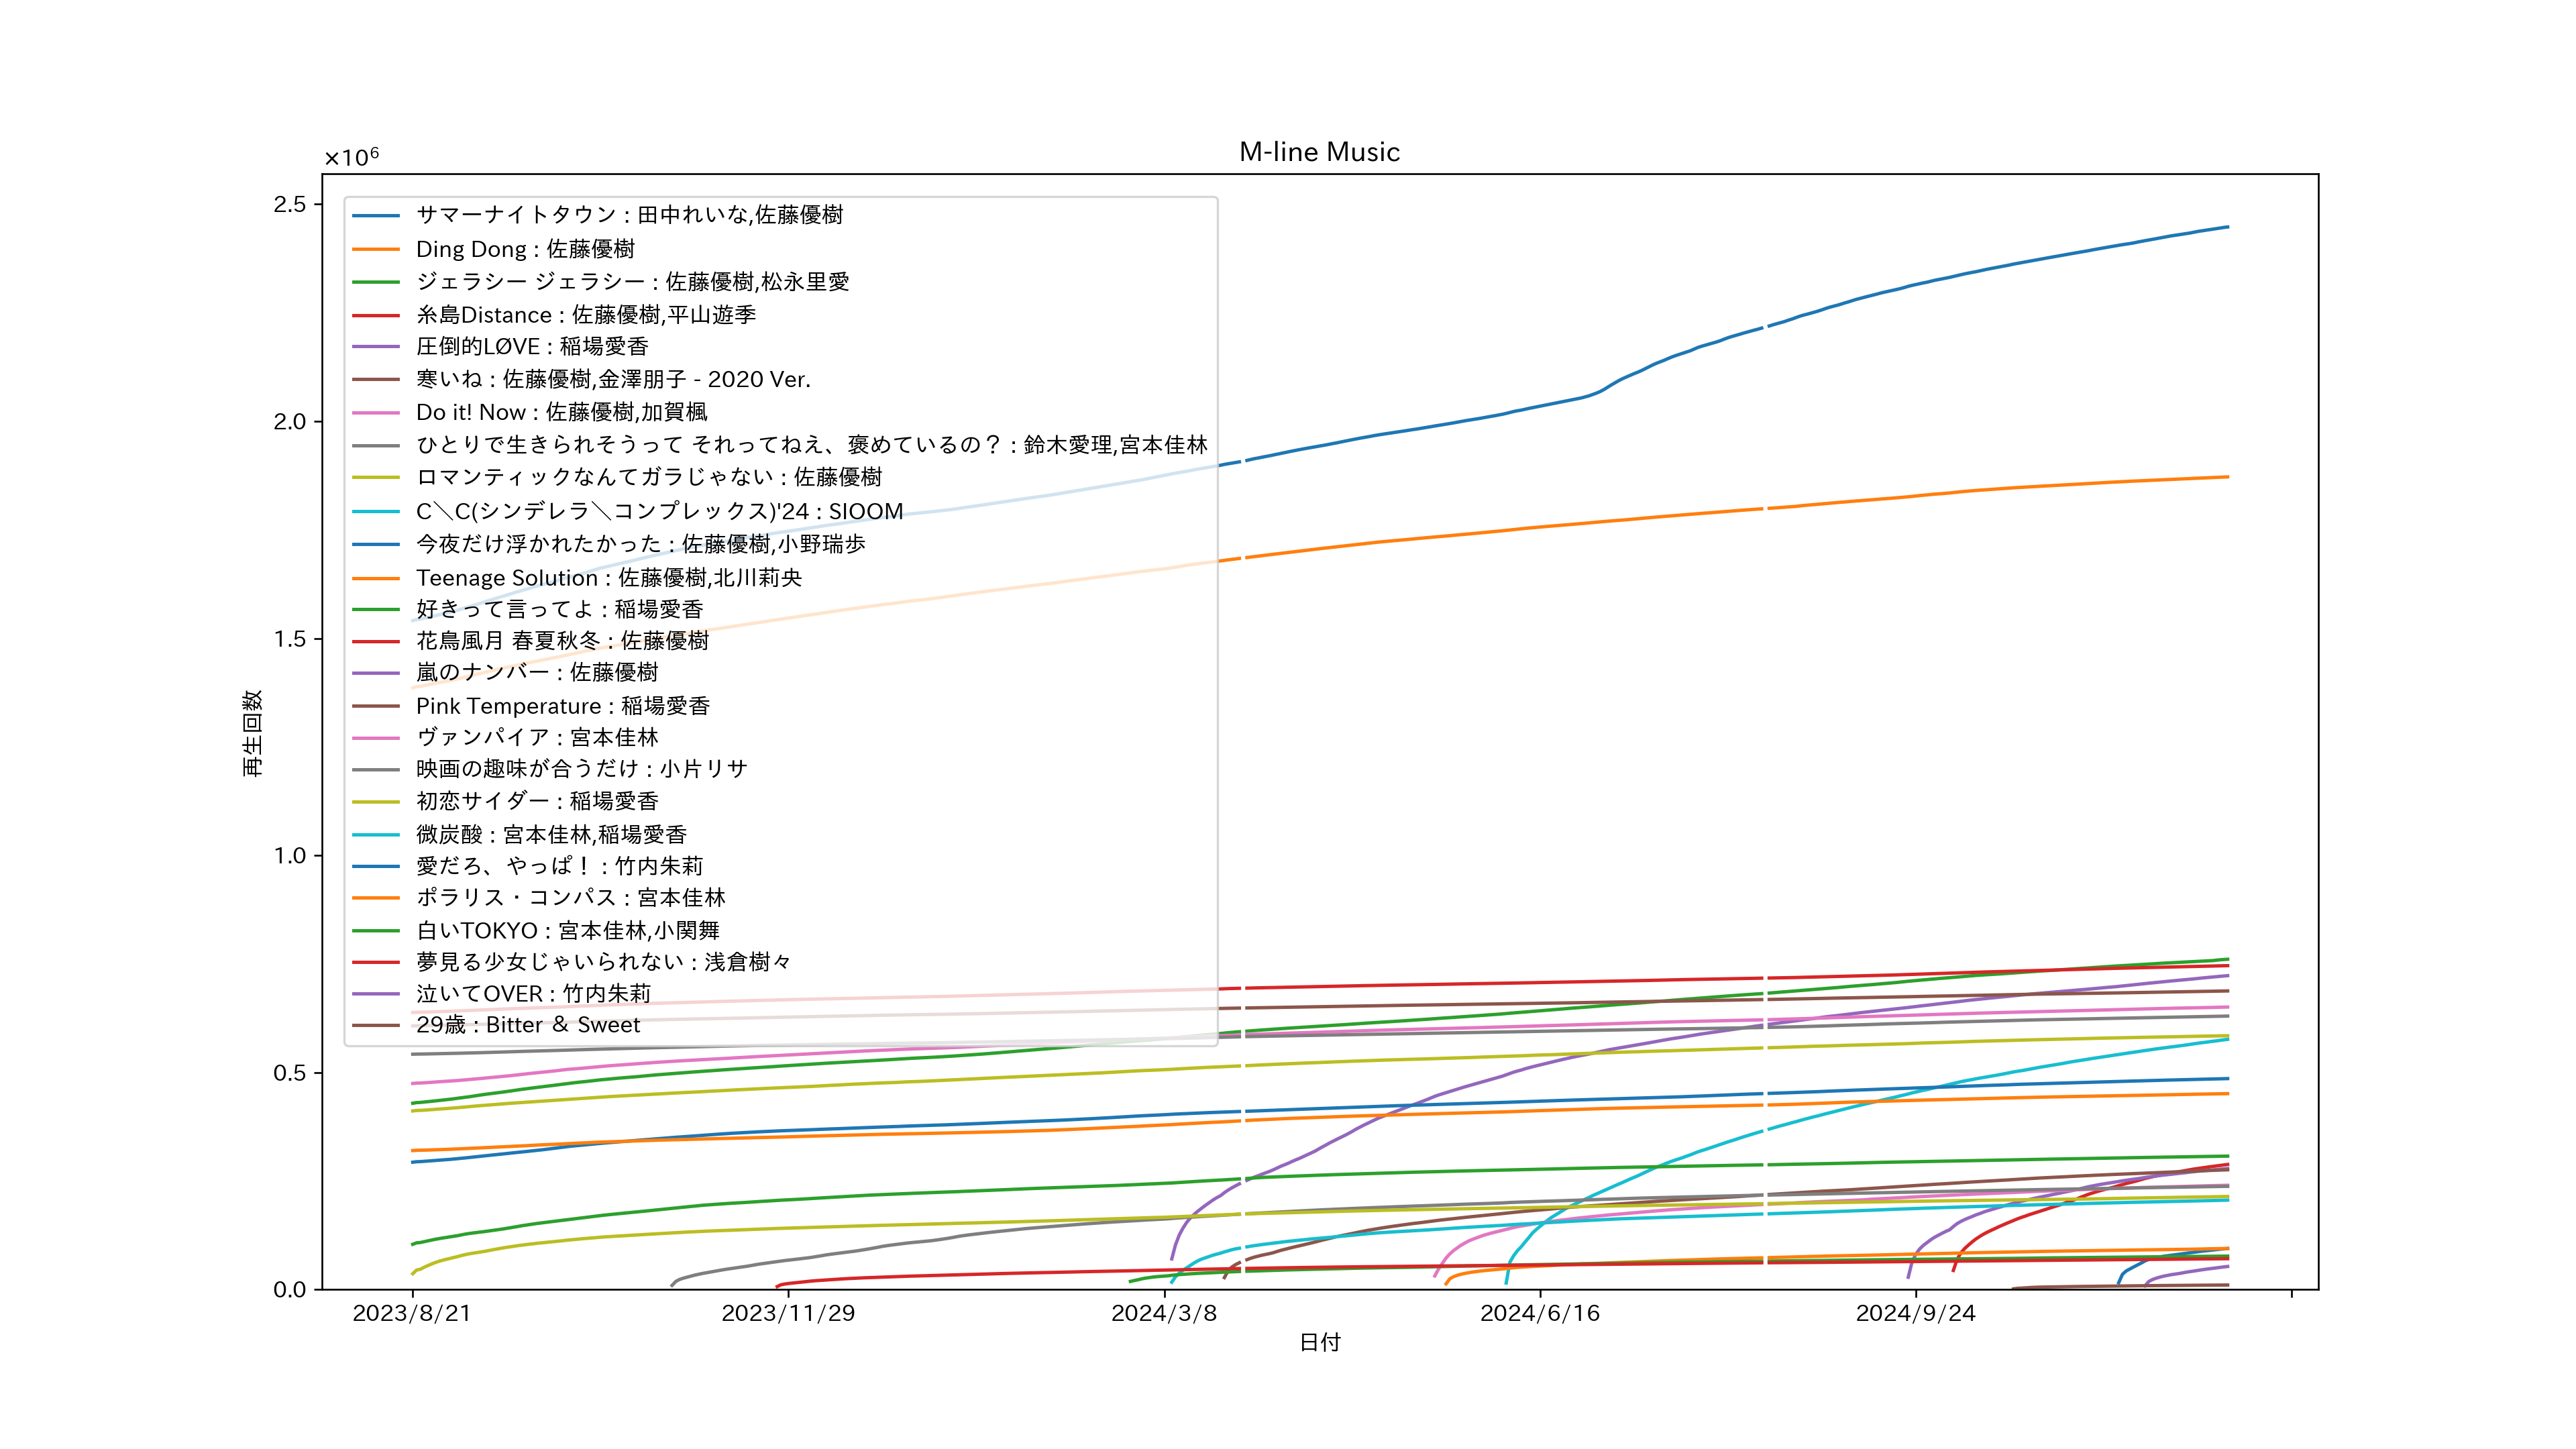 M-line Music
×10⁶
2.5
2.0
1.5
1.0
0.5
0.0
再生回数
サマーナイトタウン : 田中れいな,佐藤優樹
Ding Dong : 佐藤優樹
ジェラシー ジェラシー : 佐藤優樹,松永里愛
糸島Distance : 佐藤優樹,平山遊季
圧倒的LØVE : 稲場愛香
寒いね : 佐藤優樹,金澤朋子 - 2020 Ver.
Do it! Now : 佐藤優樹,加賀楓
ひとりで生きられそうって それってねえ、褒めているの？ : 鈴木愛理,宮本佳林
ロマンティックなんてガラじゃない : 佐藤優樹
C＼C(シンデレラ＼コンプレックス)'24 : SIOOM
今夜だけ浮かれたかった : 佐藤優樹,小野瑞歩
Teenage Solution : 佐藤優樹,北川莉央
好きって言ってよ : 稲場愛香
花鳥風月 春夏秋冬 : 佐藤優樹
嵐のナンバー : 佐藤優樹
Pink Temperature : 稲場愛香
ヴァンパイア : 宮本佳林
映画の趣味が合うだけ : 小片リサ
初恋サイダー : 稲場愛香
微炭酸 : 宮本佳林,稲場愛香
愛だろ、やっぱ！ : 竹内朱莉
ポラリス・コンパス : 宮本佳林
白いTOKYO : 宮本佳林,小関舞
夢見る少女じゃいられない : 浅倉樹々
泣いてOVER : 竹内朱莉
29歳 : Bitter ＆ Sweet
2023/8/21 2023/11/29 2024/3/8 2024/6/16 2024/9/24
日付